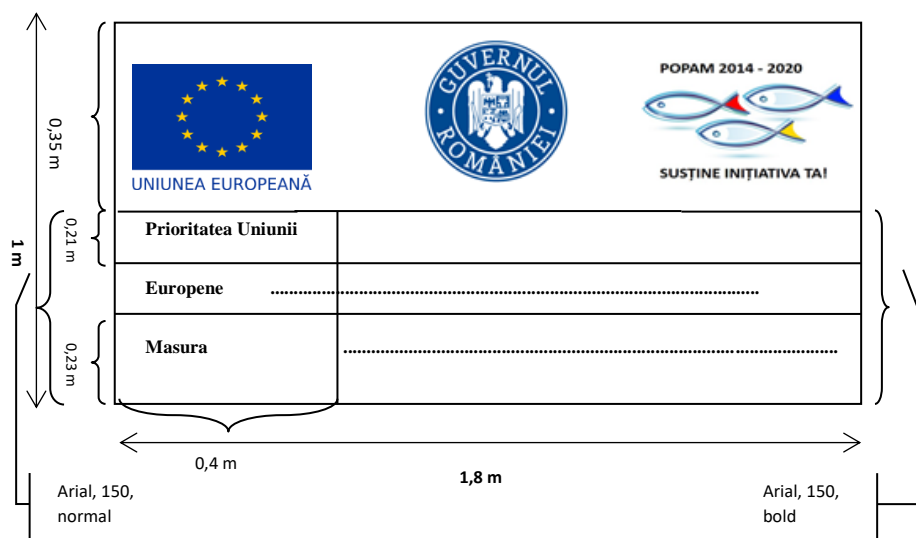 POPAM 2014 - 2020
GUVERNUL ROMÂNIEI
UNIUNEA EUROPEANĂ
SUSȚINE INIȚIATIVA TA!
0,35 m
1 m
0,21 m
0,23 m
Prioritatea Uniunii
Europene ..............................................................................................................
Masura ..............................................................................................................
0,4 m
1,8 m
Arial, 150,
normal
Arial, 150,
bold